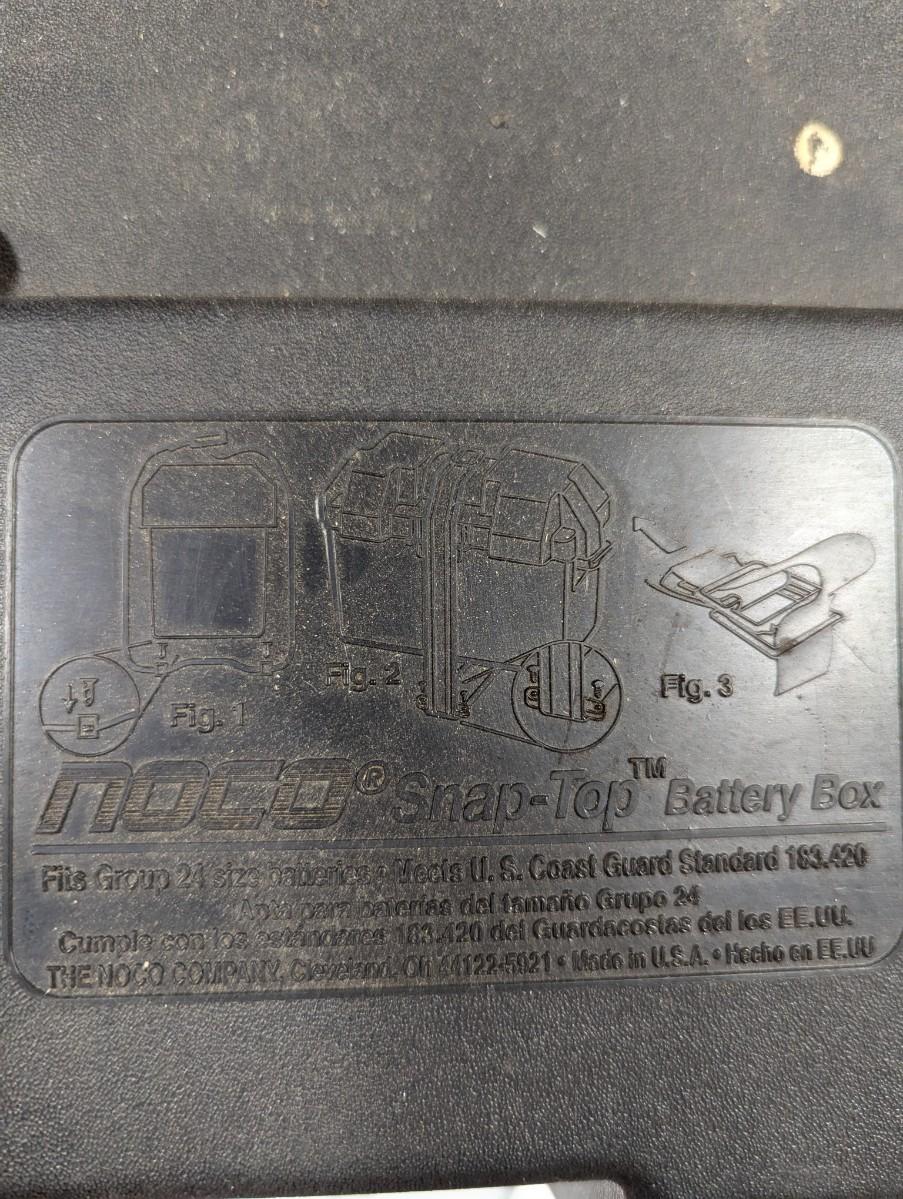 Fig. 1
Fig. 2
Fig. 3
NOCO® Snap-Top™ Battery Box
Fits Group 24 size batteries • Meets U. S. Coast Guard Standard 183.420
Apta para baterías del tamaño Grupo 24
Cumple con los estándares 183.420 del Guardacostas del los EE.UU.
THE NOCO COMPANY, Cleveland, OH 44122-5921 • Made in U.S.A. • Hecho en EE.UU